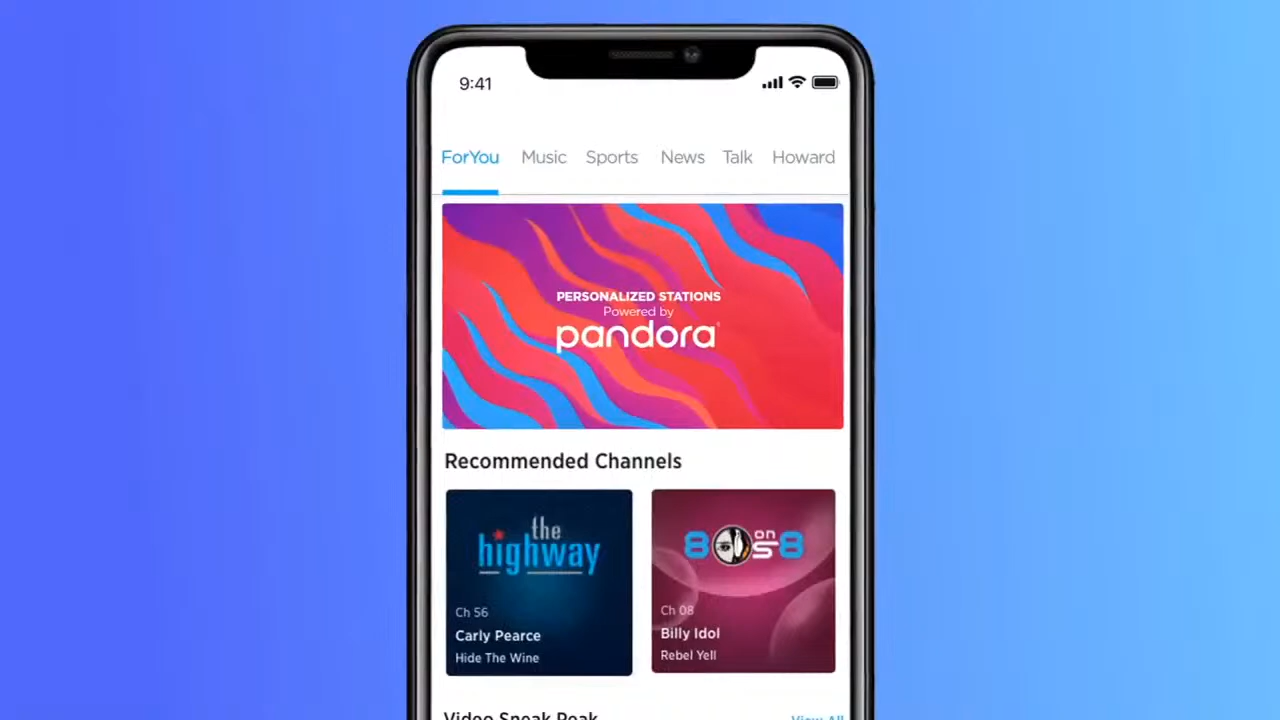 9:41
ForYou Music Sports News Talk Howard
PERSONALIZED STATIONS
Powered by
pandora
Recommended Channels
the
highway
Ch 56
Carly Pearce
Hide The Wine
80s on 8
Ch 08
Billy Idol
Rebel Yell
Video Sneak Peak View All